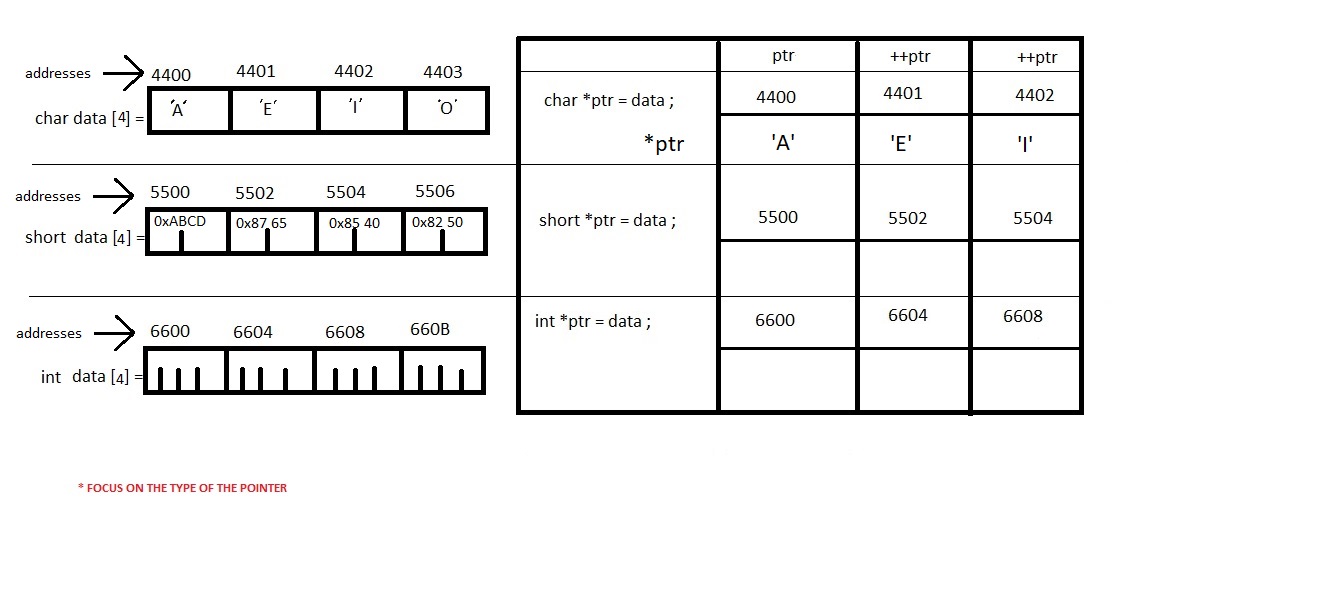 addresses 4400 4401 4402 4403
char data [4] = 'A' 'E' 'I' 'O'
addresses 5500 5502 5504 5506
short data [4] = 0xABCD 0x87 65 0x85 40 0x82 50
addresses 6600 6604 6608 660B
int data [4] =
ptr ++ptr ++ptr
char *ptr = data ; 4400 4401 4402
*ptr 'A' 'E' 'I'
short *ptr = data ; 5500 5502 5504
int *ptr = data ; 6600 6604 6608
* FOCUS ON THE TYPE OF THE POINTER